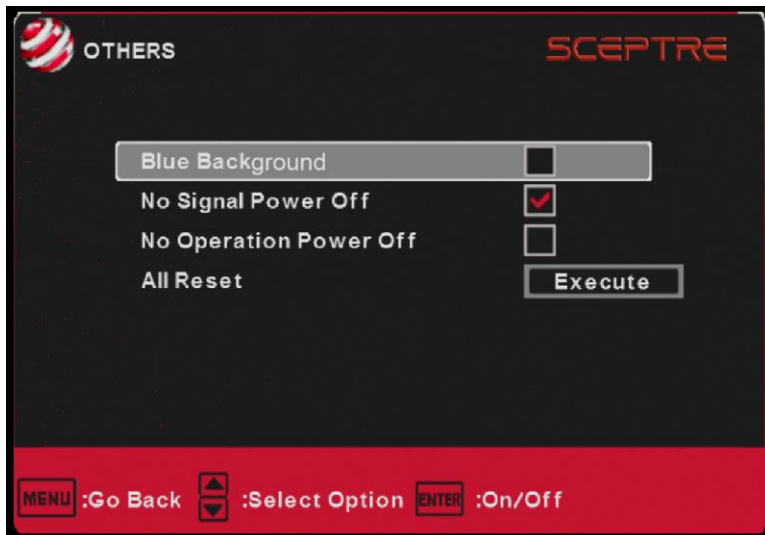 OTHERS SCEPTRE
Blue Background
No Signal Power Off
No Operation Power Off
All Reset Execute
MENU :Go Back :Select Option ENTER :On/Off